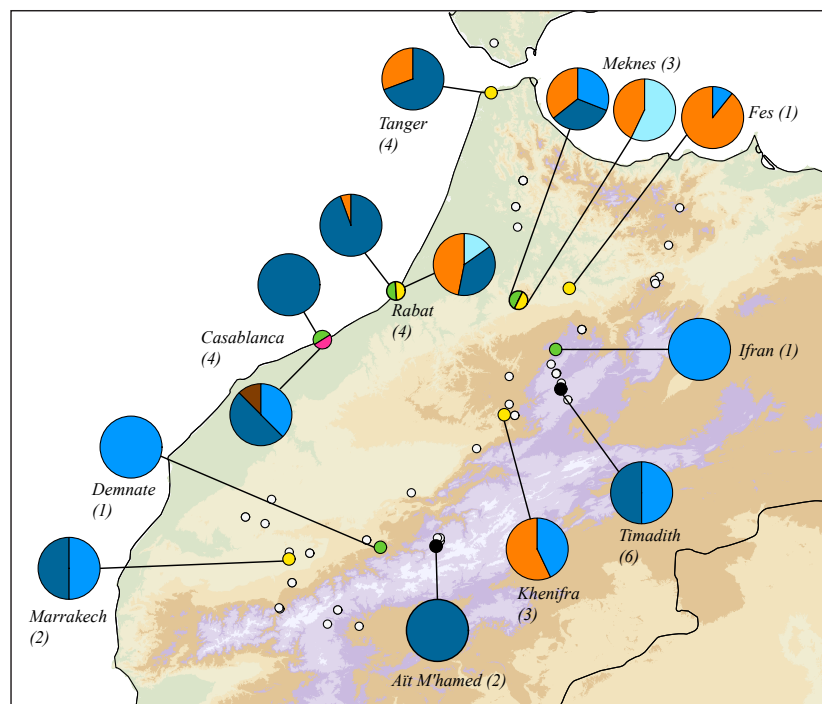 Meknes (3)
Fes (1)
Tanger
(4)
Rabat
(4)
Casablanca
(4)
Ifran (1)
Demnate
(1)
Timadith
(6)
Khenifra
(3)
Marrakech
(2)
Aït M'hamed (2)